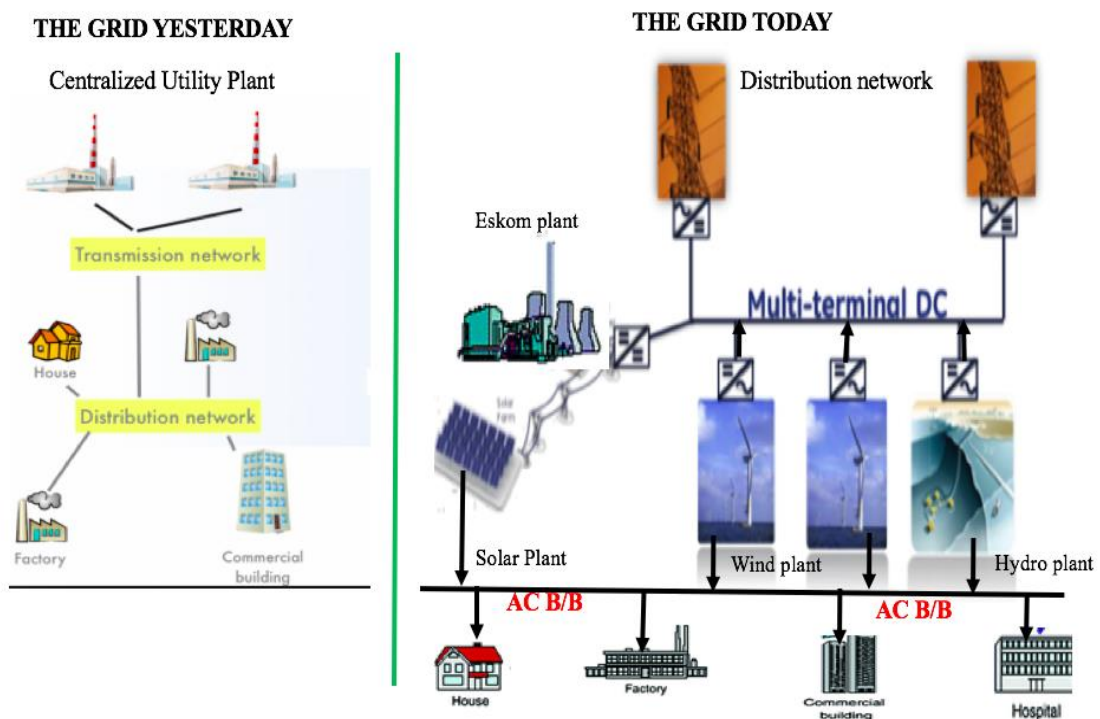 THE GRID YESTERDAY
Centralized Utility Plant
Transmission network
House
Distribution network
Factory
Commercial
building
THE GRID TODAY
Distribution network
Eskom plant
Multi-terminal DC
Solar Plant
Wind plant
Hydro plant
AC B/B
AC B/B
House
Factory
Commercial
building
Hospital